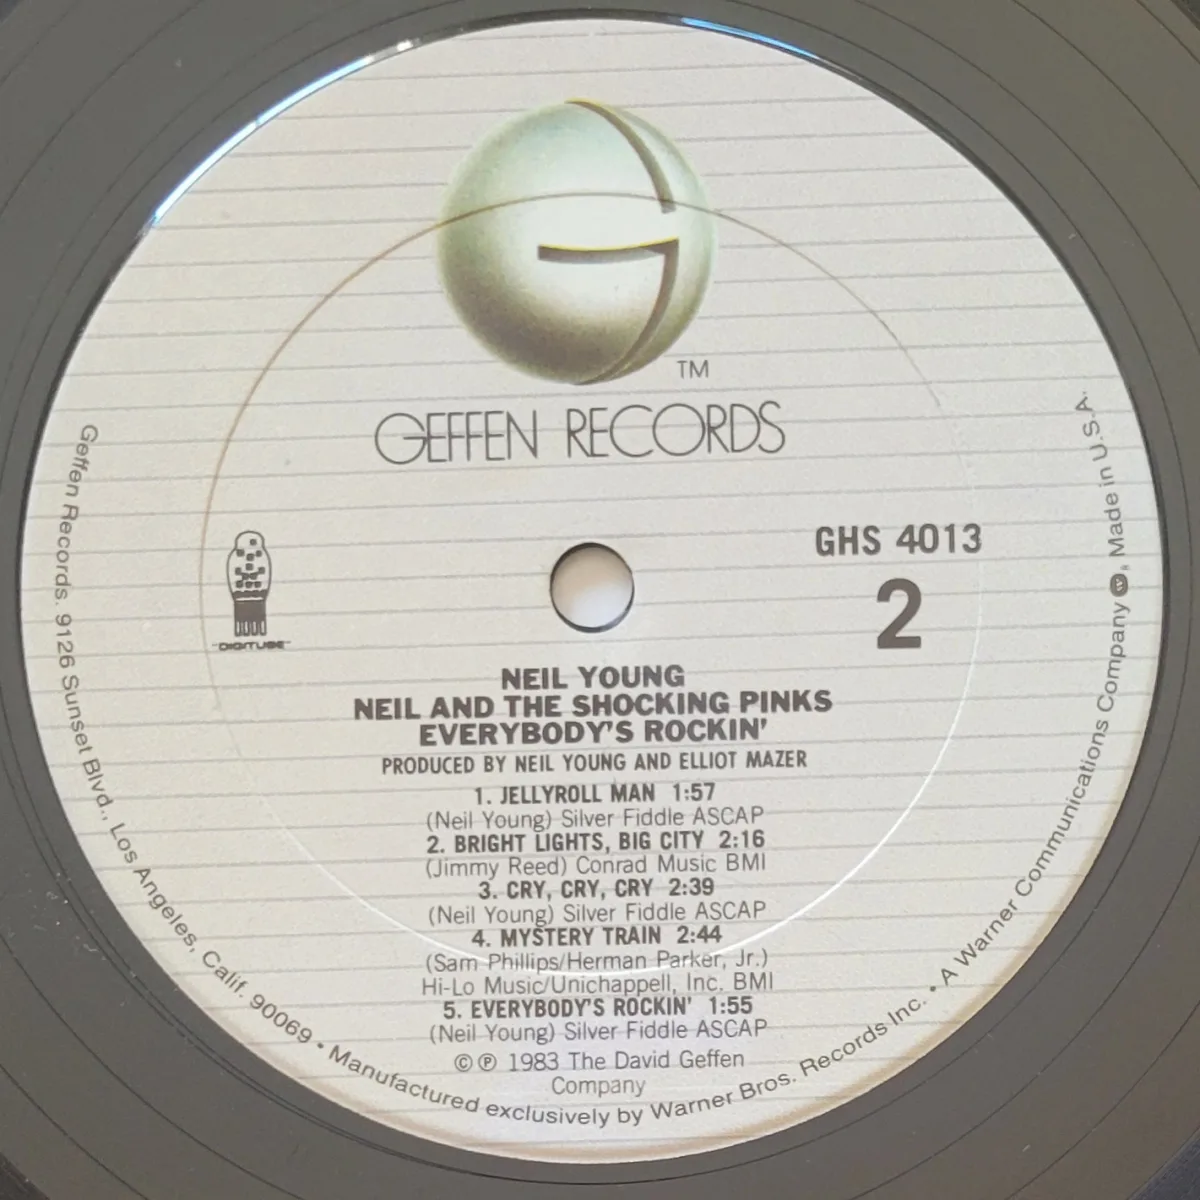 TM
GEFFEN RECORDS
GHS 4013
2
"DIGITUBE"
NEIL YOUNG
NEIL AND THE SHOCKING PINKS
EVERYBODY'S ROCKIN'
PRODUCED BY NEIL YOUNG AND ELLIOT MAZER
1. JELLYROLL MAN 1:57
(Neil Young) Silver Fiddle ASCAP
2. BRIGHT LIGHTS, BIG CITY 2:16
(Jimmy Reed) Conrad Music BMI
3. CRY, CRY, CRY 2:39
(Neil Young) Silver Fiddle ASCAP
4. MYSTERY TRAIN 2:44
(Sam Phillips/Herman Parker, Jr.)
Hi-Lo Music/Unichappell, Inc. BMI
5. EVERYBODY'S ROCKIN' 1:55
(Neil Young) Silver Fiddle ASCAP
© ℗ 1983 The David Geffen
Company
Geffen Records. 9126 Sunset Blvd., Los Angeles, Calif. 90069 • Manufactured exclusively by Warner Bros. Records Inc. • A Warner Communications Company W, Made in U.S.A.